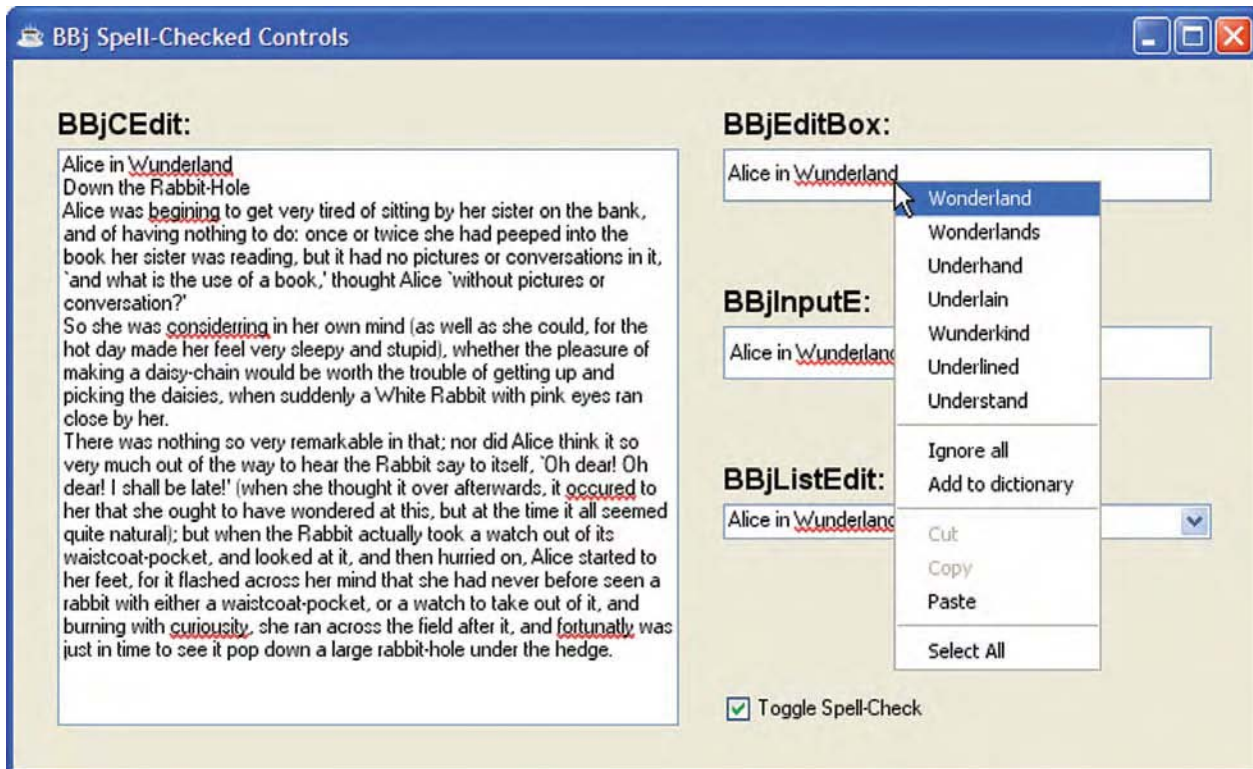 BBj Spell-Checked Controls
BBjCEdit:
Alice in Wunderland
Down the Rabbit-Hole
Alice was begining to get very tired of sitting by her sister on the bank,
and of having nothing to do: once or twice she had peeped into the
book her sister was reading, but it had no pictures or conversations in it,
`and what is the use of a book,' thought Alice `without pictures or
conversation?'
So she was considerring in her own mind (as well as she could, for the
hot day made her feel very sleepy and stupid), whether the pleasure of
making a daisy-chain would be worth the trouble of getting up and
picking the daisies, when suddenly a White Rabbit with pink eyes ran
close by her.
There was nothing so very remarkable in that; nor did Alice think it so
very much out of the way to hear the Rabbit say to itself, `Oh dear! Oh
dear! I shall be late!' (when she thought it over afterwards, it occured to
her that she ought to have wondered at this, but at the time it all seemed
quite natural); but when the Rabbit actually took a watch out of its
waistcoat-pocket, and looked at it, and then hurried on, Alice started to
her feet, for it flashed across her mind that she had never before seen a
rabbit with either a waistcoat-pocket, or a watch to take out of it, and
burning with curiousity, she ran across the field after it, and fortunatly was
just in time to see it pop down a large rabbit-hole under the hedge.
BBjEditBox:
Alice in Wunderland
BBjInputE:
Alice in Wunderland
BBjListEdit:
Alice in Wunderland
Wonderland
Wonderlands
Underhand
Underlain
Wunderkind
Underlined
Understand
Ignore all
Add to dictionary
Cut
Copy
Paste
Select All
Toggle Spell-Check